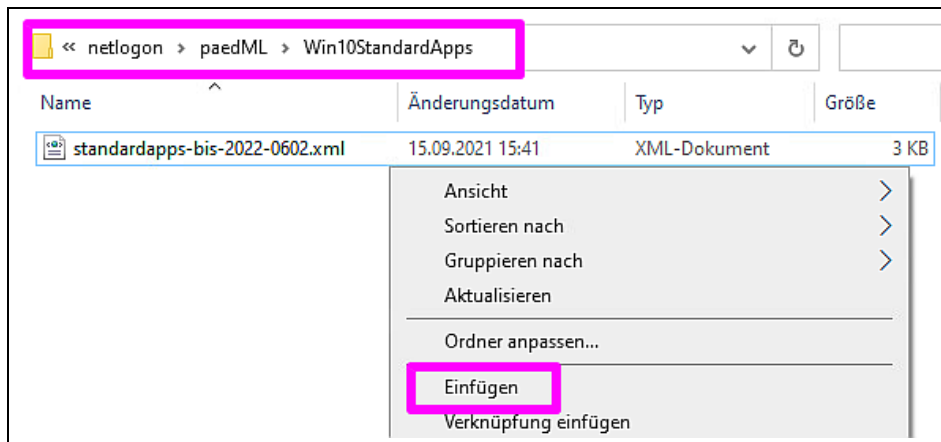 « netlogon › paedML › Win10StandardApps
Name Änderungsdatum Typ Größe
standardapps-bis-2022-0602.xml 15.09.2021 15:41 XML-Dokument 3 KB
Ansicht
Sortieren nach
Gruppieren nach
Aktualisieren
Ordner anpassen...
Einfügen
Verknüpfung einfügen